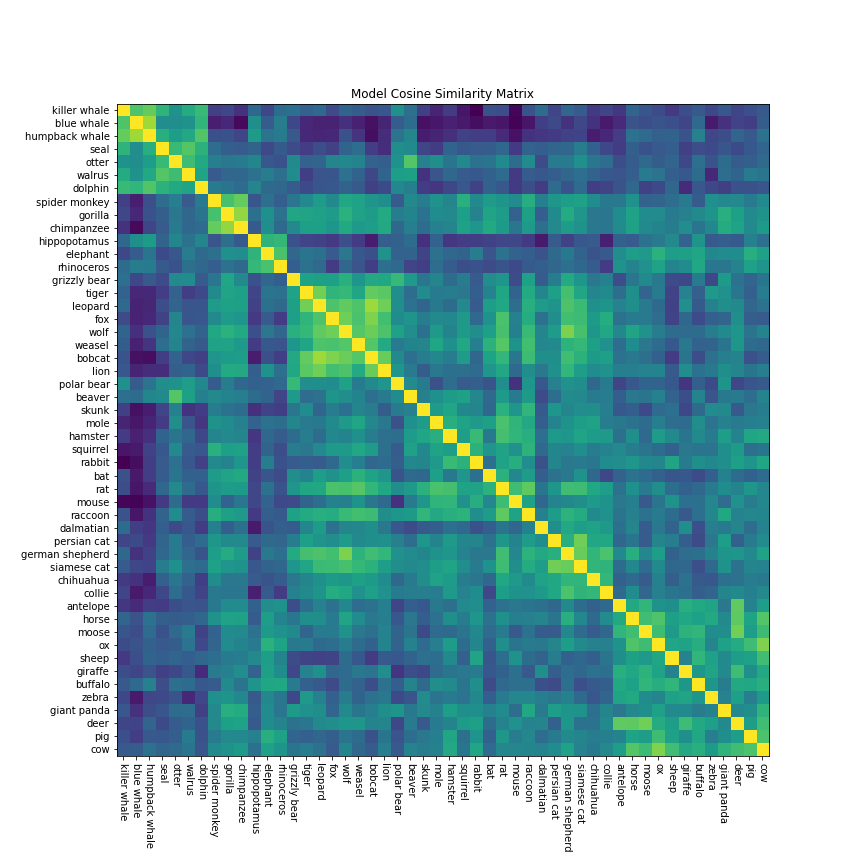 Model Cosine Similarity Matrix
killer whale
blue whale
humpback whale
seal
otter
walrus
dolphin
spider monkey
gorilla
chimpanzee
hippopotamus
elephant
rhinoceros
grizzly bear
tiger
leopard
fox
wolf
weasel
bobcat
lion
polar bear
beaver
skunk
mole
hamster
squirrel
rabbit
bat
rat
mouse
raccoon
dalmatian
persian cat
german shepherd
siamese cat
chihuahua
collie
antelope
horse
moose
ox
sheep
giraffe
buffalo
zebra
giant panda
deer
pig
cow
killer whale
blue whale
humpback whale
seal
otter
walrus
dolphin
spider monkey
gorilla
chimpanzee
hippopotamus
elephant
rhinoceros
grizzly bear
tiger
leopard
fox
wolf
weasel
bobcat
lion
polar bear
beaver
skunk
mole
hamster
squirrel
rabbit
bat
rat
mouse
raccoon
dalmatian
persian cat
german shepherd
siamese cat
chihuahua
collie
antelope
horse
moose
ox
sheep
giraffe
buffalo
zebra
giant panda
deer
pig
cow